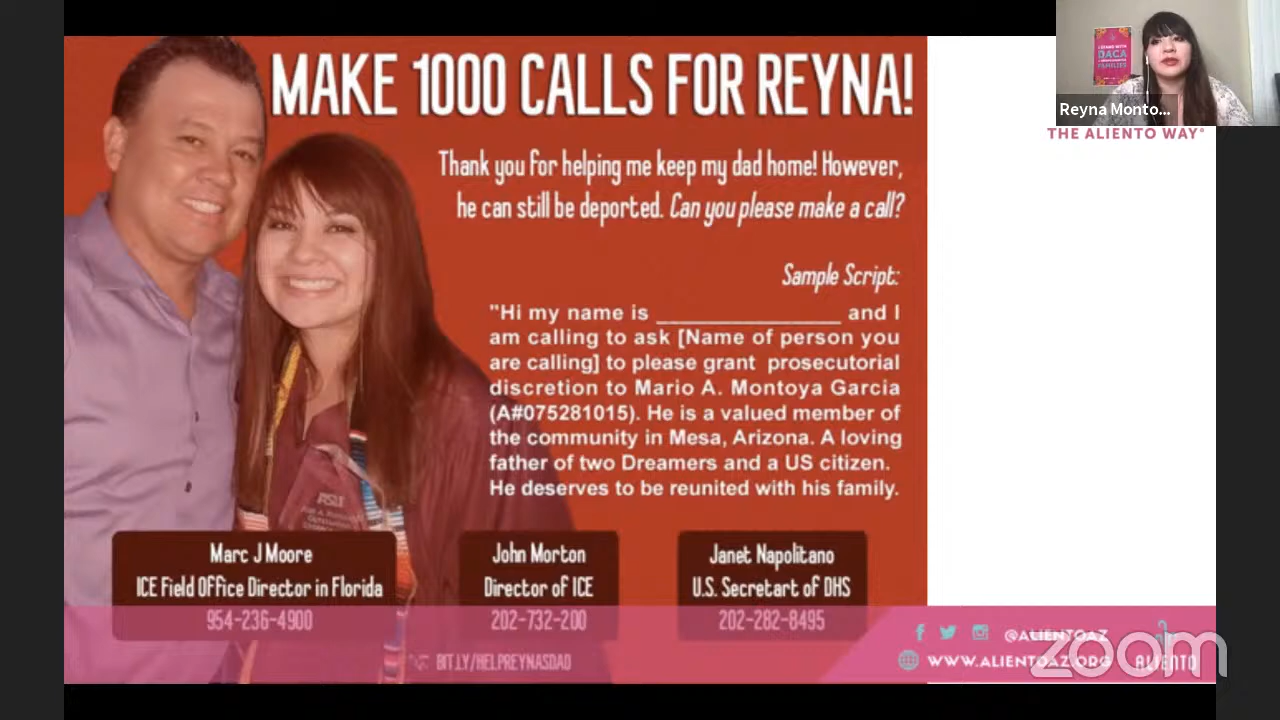 MAKE 1000 CALLS FOR REYNA!
Thank you for helping me keep my dad home! However,
he can still be deported. Can you please make a call?
Sample Script:
"Hi my name is ________________ and I
am calling to ask [Name of person you
are calling] to please grant prosecutorial
discretion to Mario A. Montoya Garcia
(A#075281015). He is a valued member of
the community in Mesa, Arizona. A loving
father of two Dreamers and a US citizen.
He deserves to be reunited with his family.
Marc J Moore
ICE Field Office Director in Florida
954-236-4900
John Morton
Director of ICE
202-732-200
Janet Napolitano
U.S. Secretart of DHS
202-282-8495
BIT.LY/HELPREYNASDAD
@ALIENTOAZ
WWW.ALIENTOAZ.ORG
ALIENTO
zoom
DACA
FAMILIES
Reyna Monto...
THE ALIENTO WAY®
ASU